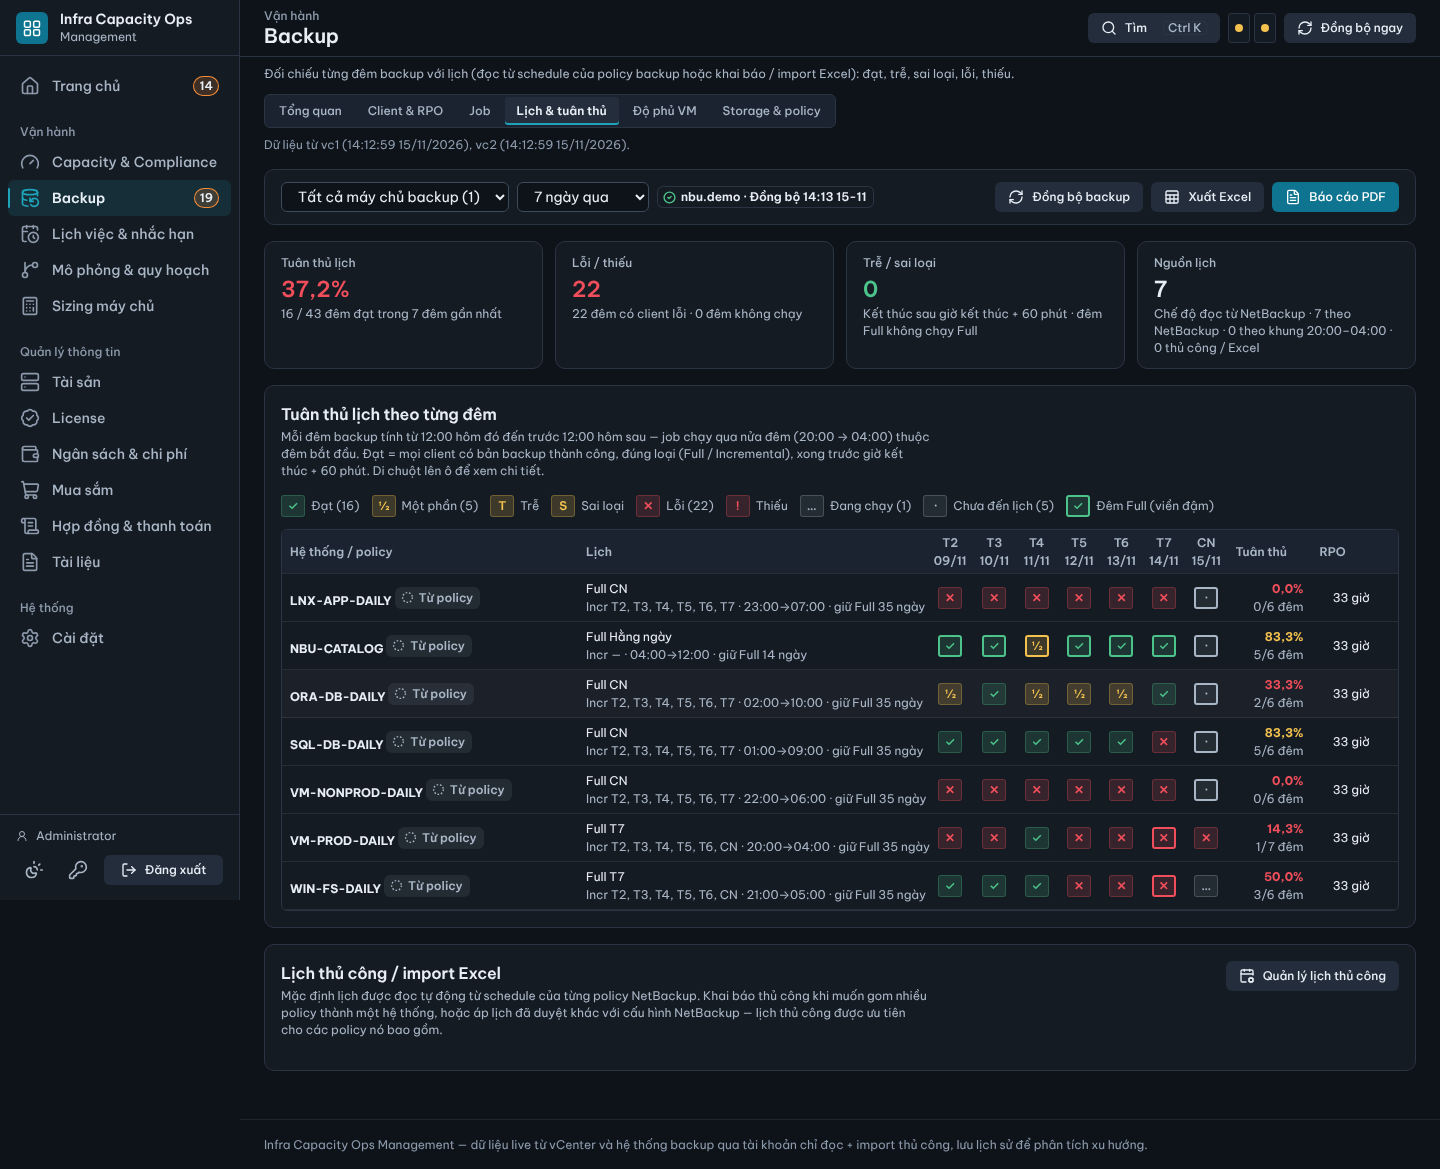 Infra Capacity Ops
Management
Trang chủ 14
Vận hành
Capacity & Compliance
Backup 19
Lịch việc & nhắc hạn
Mô phỏng & quy hoạch
Sizing máy chủ
Quản lý thông tin
Tài sản
License
Ngân sách & chi phí
Mua sắm
Hợp đồng & thanh toán
Tài liệu
Hệ thống
Cài đặt
Administrator
Đăng xuất
Vận hành
Backup
Tìm Ctrl K
Đồng bộ ngay
Đối chiếu từng đêm backup với lịch (đọc từ schedule của policy backup hoặc khai báo / import Excel): đạt, trễ, sai loại, lỗi, thiếu.
Tổng quan Client & RPO Job Lịch & tuân thủ Độ phủ VM Storage & policy
Dữ liệu từ vc1 (14:12:59 15/11/2026), vc2 (14:12:59 15/11/2026).
Tất cả máy chủ backup (1) 7 ngày qua nbu.demo · Đồng bộ 14:13 15-11 Đồng bộ backup Xuất Excel Báo cáo PDF
Tuân thủ lịch
37,2%
16 / 43 đêm đạt trong 7 đêm gần nhất
Lỗi / thiếu
22
22 đêm có client lỗi · 0 đêm không chạy
Trễ / sai loại
0
Kết thúc sau giờ kết thúc + 60 phút · đêm
Full không chạy Full
Nguồn lịch
7
Chế độ đọc từ NetBackup · 7 theo
NetBackup · 0 theo khung 20:00–04:00 ·
0 thủ công / Excel
Tuân thủ lịch theo từng đêm
Mỗi đêm backup tính từ 12:00 hôm đó đến trước 12:00 hôm sau — job chạy qua nửa đêm (20:00 → 04:00) thuộc
đêm bắt đầu. Đạt = mọi client có bản backup thành công, đúng loại (Full / Incremental), xong trước giờ kết
thúc + 60 phút. Di chuột lên ô để xem chi tiết.
✓ Đạt (16) ½ Một phần (5) T Trễ S Sai loại ✕ Lỗi (22) ! Thiếu … Đang chạy (1) · Chưa đến lịch (5) ✓ Đêm Full (viền đậm)
Hệ thống / policy Lịch T2 09/11 T3 10/11 T4 11/11 T5 12/11 T6 13/11 T7 14/11 CN 15/11 Tuân thủ RPO
LNX-APP-DAILY Từ policy
Full CN
Incr T2, T3, T4, T5, T6, T7 · 23:00→07:00 · giữ Full 35 ngày
✕ ✕ ✕ ✕ ✕ ✕ ·
0,0%
0/6 đêm
33 giờ
NBU-CATALOG Từ policy
Full Hằng ngày
Incr — · 04:00→12:00 · giữ Full 14 ngày
✓ ✓ ½ ✓ ✓ ✓ ·
83,3%
5/6 đêm
33 giờ
ORA-DB-DAILY Từ policy
Full CN
Incr T2, T3, T4, T5, T6, T7 · 02:00→10:00 · giữ Full 35 ngày
½ ✓ ½ ½ ½ ✓ ·
33,3%
2/6 đêm
33 giờ
SQL-DB-DAILY Từ policy
Full CN
Incr T2, T3, T4, T5, T6, T7 · 01:00→09:00 · giữ Full 35 ngày
✓ ✓ ✓ ✓ ✓ ✕ ·
83,3%
5/6 đêm
33 giờ
VM-NONPROD-DAILY Từ policy
Full CN
Incr T2, T3, T4, T5, T6, T7 · 22:00→06:00 · giữ Full 35 ngày
✕ ✕ ✕ ✕ ✕ ✕ ·
0,0%
0/6 đêm
33 giờ
VM-PROD-DAILY Từ policy
Full T7
Incr T2, T3, T4, T5, T6, CN · 20:00→04:00 · giữ Full 35 ngày
✕ ✕ ✓ ✕ ✕ ✕ ✕
14,3%
1/7 đêm
33 giờ
WIN-FS-DAILY Từ policy
Full T7
Incr T2, T3, T4, T5, T6, CN · 21:00→05:00 · giữ Full 35 ngày
✓ ✓ ✓ ✕ ✕ ✕ …
50,0%
3/6 đêm
33 giờ
Lịch thủ công / import Excel
Quản lý lịch thủ công
Mặc định lịch được đọc tự động từ schedule của từng policy NetBackup. Khai báo thủ công khi muốn gom nhiều
policy thành một hệ thống, hoặc áp lịch đã duyệt khác với cấu hình NetBackup — lịch thủ công được ưu tiên
cho các policy nó bao gồm.
Infra Capacity Ops Management — dữ liệu live từ vCenter và hệ thống backup qua tài khoản chỉ đọc + import thủ công, lưu lịch sử để phân tích xu hướng.